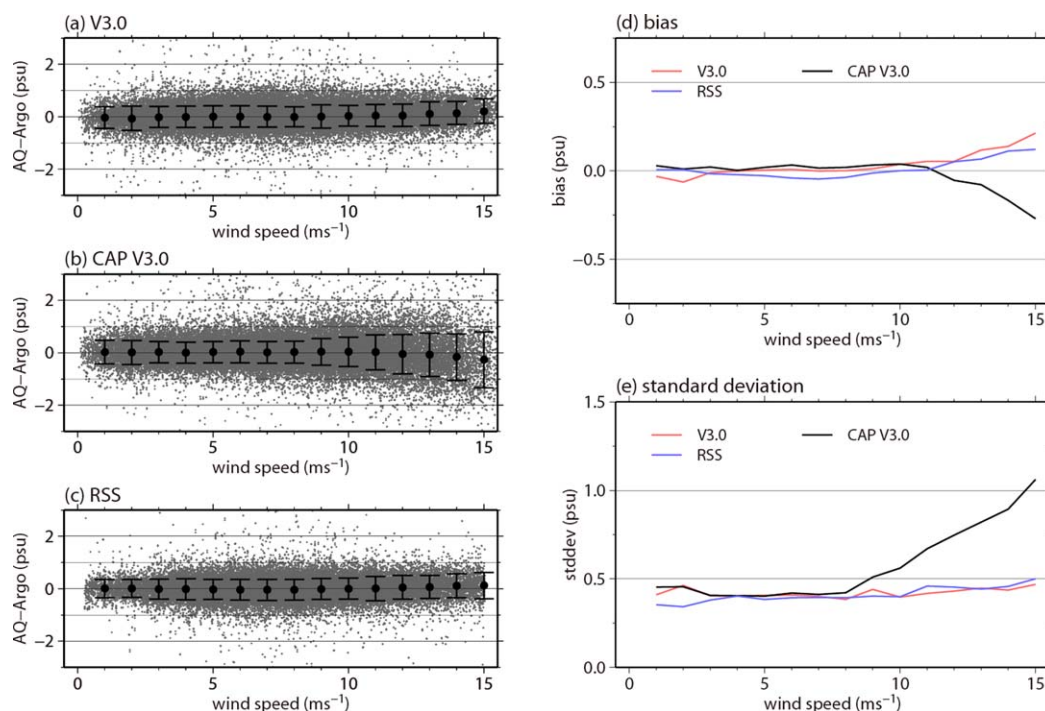 (a) V3.0
AQ−Argo (psu)
2
0
−2
0 5 10 15
wind speed (ms⁻¹)
(b) CAP V3.0
AQ−Argo (psu)
2
0
−2
0 5 10 15
wind speed (ms⁻¹)
(c) RSS
AQ−Argo (psu)
2
0
−2
0 5 10 15
wind speed (ms⁻¹)
(d) bias
V3.0 CAP V3.0
RSS
bias (psu)
0.5
0.0
−0.5
0 5 10 15
wind speed (ms⁻¹)
(e) standard deviation
V3.0 CAP V3.0
RSS
stddev (psu)
1.5
1.0
0.5
0.0
0 5 10 15
wind speed (ms⁻¹)